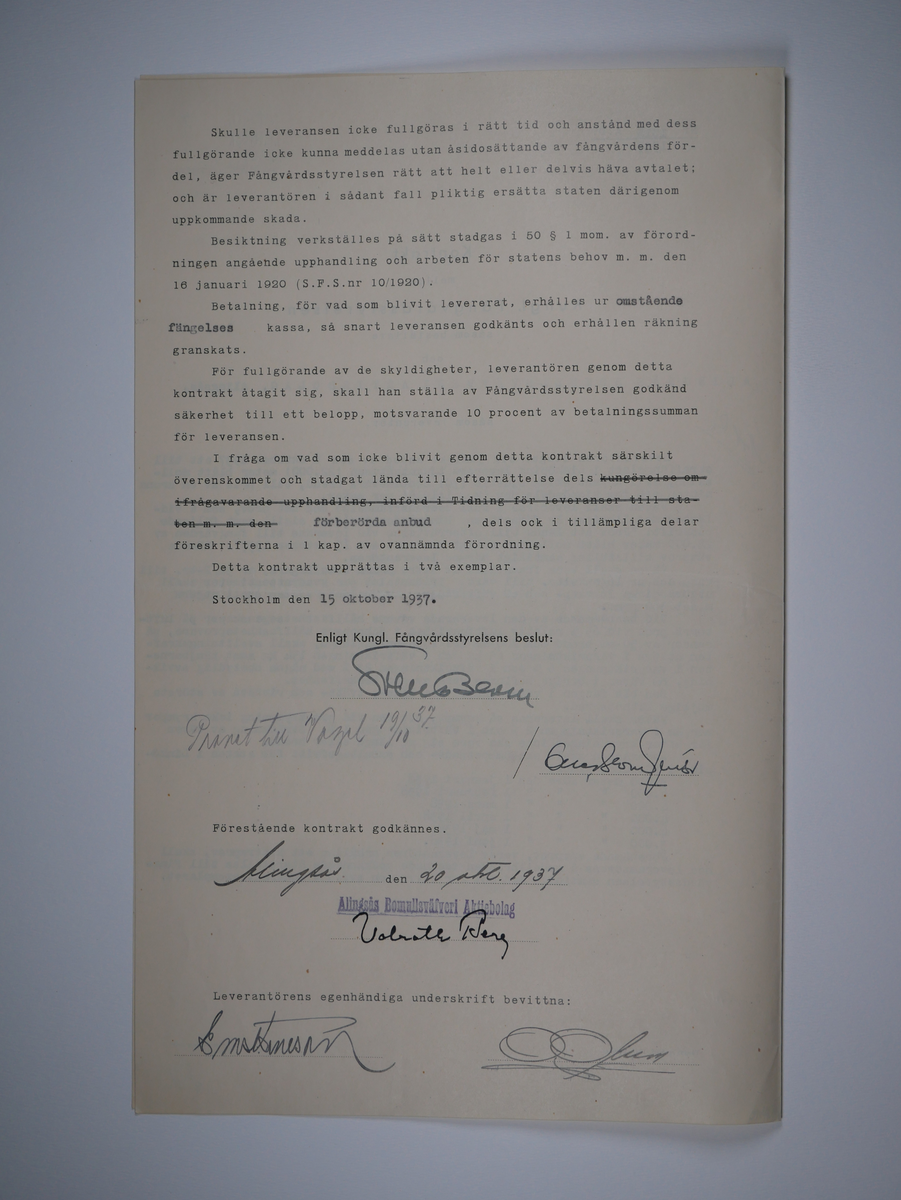 Skulle leveransen icke fullgöras i rätt tid och anstånd med dess
fullgörande icke kunna meddelas utan åsidosättande av fångvårdens för-
del, äger Fångvårdsstyrelsen rätt att helt eller delvis häva avtalet;
och är leverantören i sådant fall pliktig ersätta staten därigenom
uppkommande skada.
Besiktning verkställes på sätt stadgas i 50 § 1 mom. av förord-
ningen angående upphandling och arbeten för statens behov m. m. den
16 januari 1920 (S.F.S.nr 10/1920).
Betalning, för vad som blivit levererat, erhålles ur omstående
fängelses kassa, så snart leveransen godkänts och erhållen räkning
granskats.
För fullgörande av de skyldigheter, leverantören genom detta
kontrakt åtagit sig, skall han ställa av Fångvårdsstyrelsen godkänd
säkerhet till ett belopp, motsvarande 10 procent av betalningssumman
för leveransen.
I fråga om vad som icke blivit genom detta kontrakt särskilt
överenskommet och stadgat lända till efterrättelse dels kungörelse om
ifrågavarande upphandling, införd i Tidning för leveranser till sta-
ten m. m. den förberörda anbud , dels ock i tillämpliga delar
föreskrifterna i 1 kap. av ovannämnda förordning.
Detta kontrakt upprättas i två exemplar.
Stockholm den 15 oktober 1937.
Enligt Kungl. Fångvårdsstyrelsens beslut:
19/10 37
Förestående kontrakt godkännes.
Alingsås den 20 okt. 1937
Alingsås Bomullsväfveri Aktiebolag
Volrath Berg
Leverantörens egenhändiga underskrift bevittna: